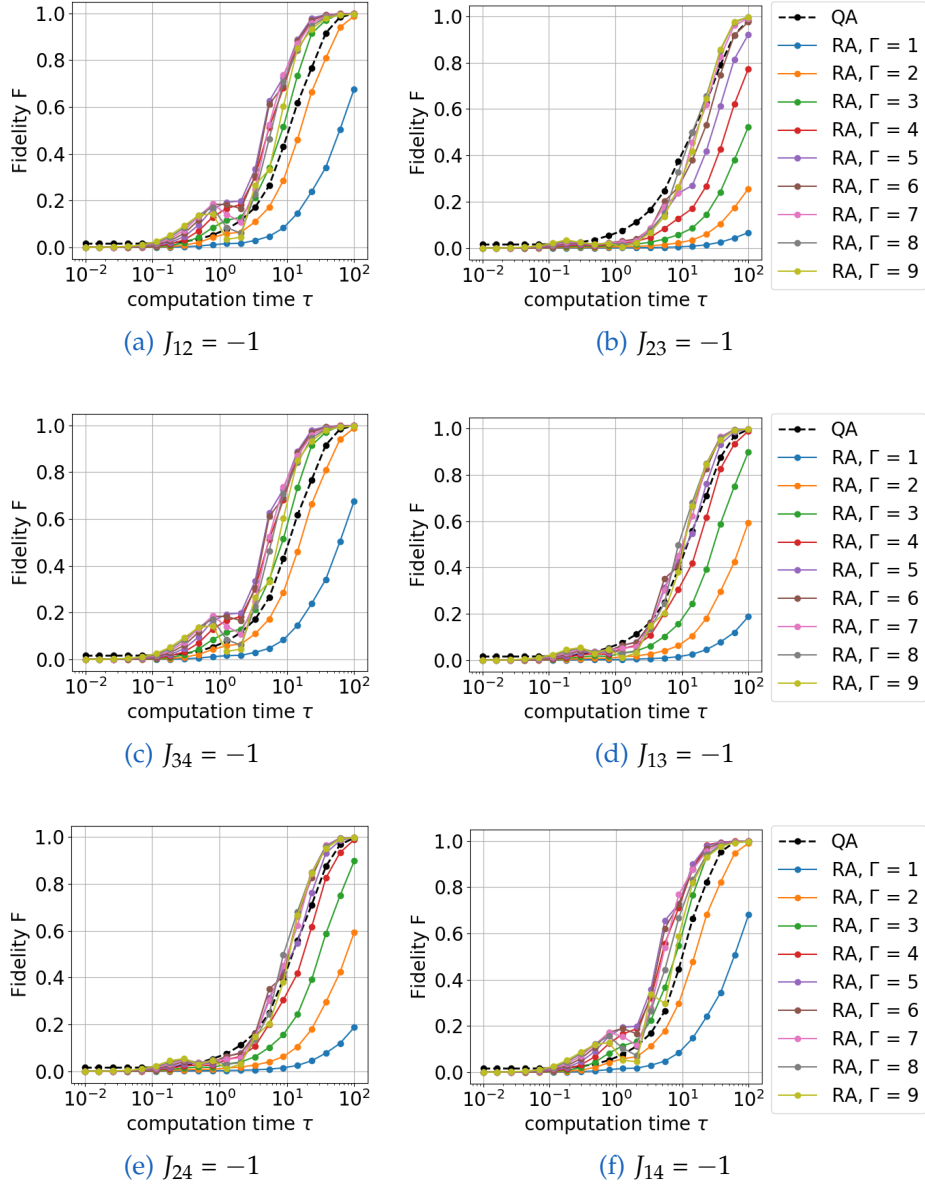 1.0
0.8
0.6
0.4
0.2
0.0
Fidelity F
10⁻² 10⁻¹ 10⁰ 10¹ 10²
computation time τ
(a) J₁₂ = −1
1.0
0.8
0.6
0.4
0.2
0.0
Fidelity F
10⁻² 10⁻¹ 10⁰ 10¹ 10²
computation time τ
(b) J₂₃ = −1
QA
RA, Γ = 1
RA, Γ = 2
RA, Γ = 3
RA, Γ = 4
RA, Γ = 5
RA, Γ = 6
RA, Γ = 7
RA, Γ = 8
RA, Γ = 9
1.0
0.8
0.6
0.4
0.2
0.0
Fidelity F
10⁻² 10⁻¹ 10⁰ 10¹ 10²
computation time τ
(c) J₃₄ = −1
1.0
0.8
0.6
0.4
0.2
0.0
Fidelity F
10⁻² 10⁻¹ 10⁰ 10¹ 10²
computation time τ
(d) J₁₃ = −1
QA
RA, Γ = 1
RA, Γ = 2
RA, Γ = 3
RA, Γ = 4
RA, Γ = 5
RA, Γ = 6
RA, Γ = 7
RA, Γ = 8
RA, Γ = 9
1.0
0.8
0.6
0.4
0.2
0.0
Fidelity F
10⁻² 10⁻¹ 10⁰ 10¹ 10²
computation time τ
(e) J₂₄ = −1
1.0
0.8
0.6
0.4
0.2
0.0
Fidelity F
10⁻² 10⁻¹ 10⁰ 10¹ 10²
computation time τ
(f) J₁₄ = −1
QA
RA, Γ = 1
RA, Γ = 2
RA, Γ = 3
RA, Γ = 4
RA, Γ = 5
RA, Γ = 6
RA, Γ = 7
RA, Γ = 8
RA, Γ = 9